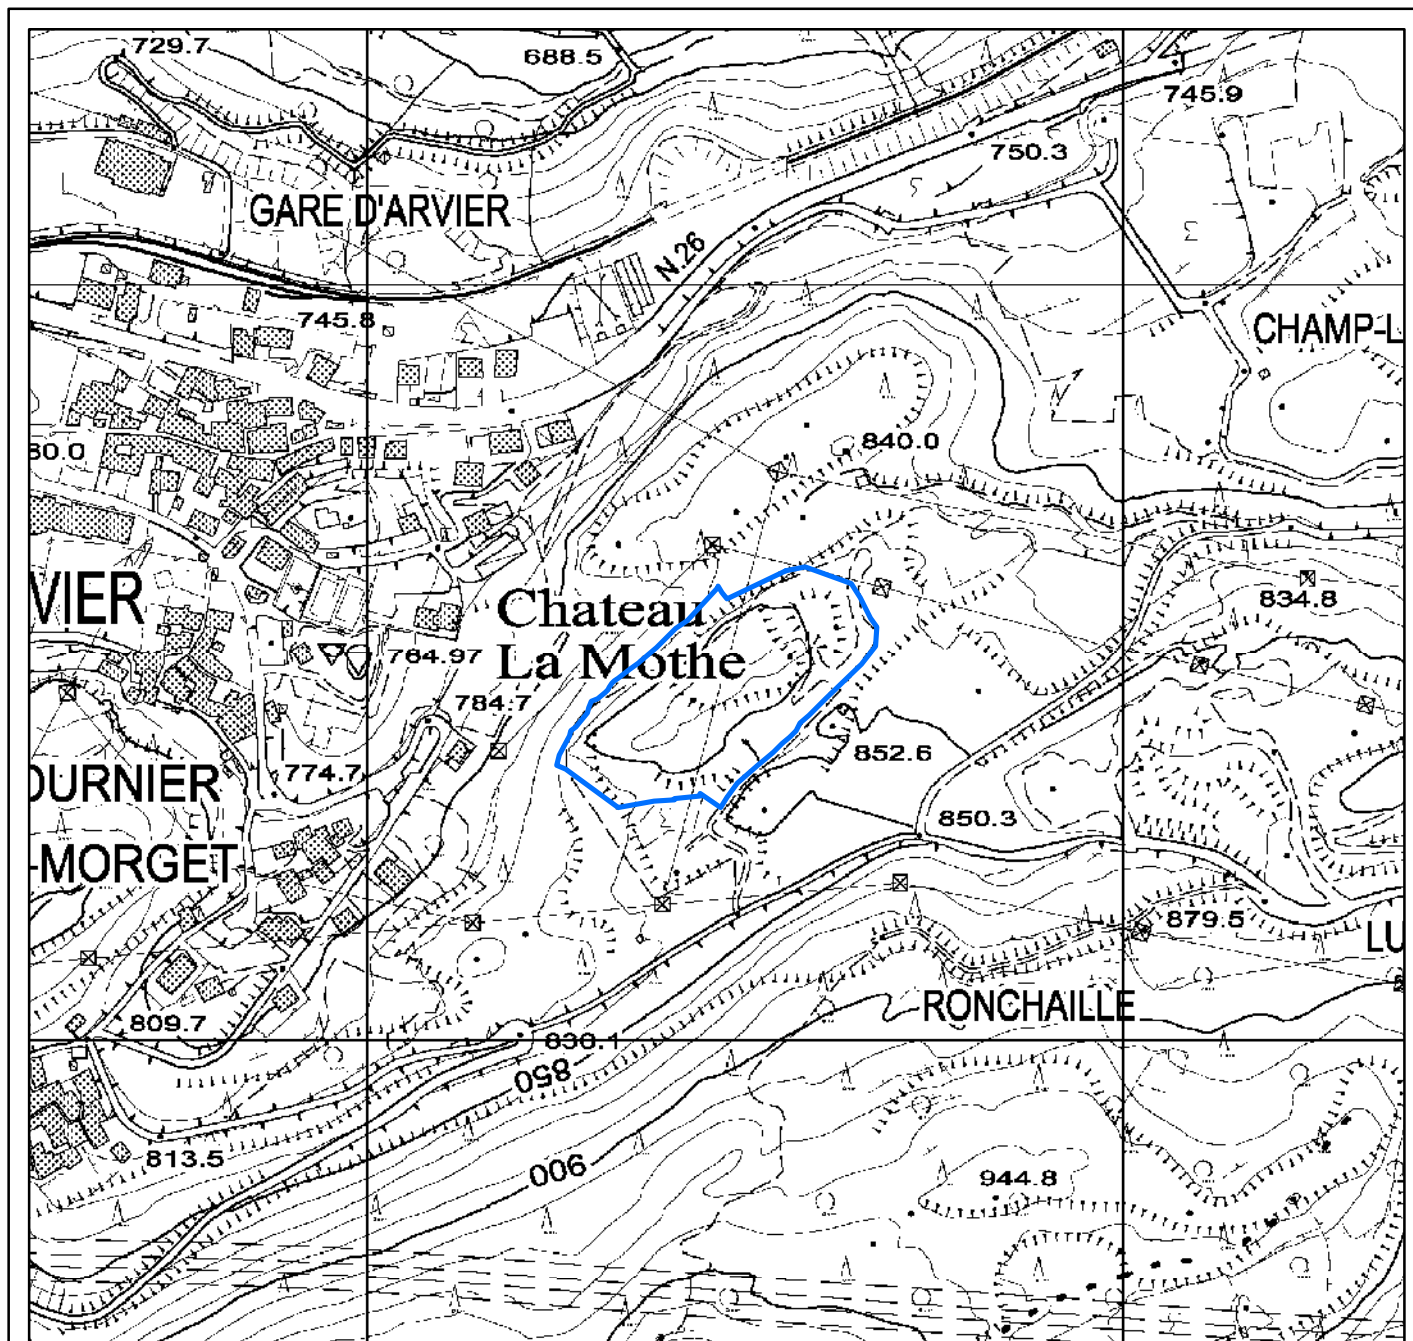 729.7
688.5
745.9
750.3
GARE D'ARVIER
N.26
745.8
CHAMP-L
840.0
80.0
VIER
Chateau
La Mothe
834.8
764.97
784.7
852.6
774.7
OURNIER
850.3
-MORGET
879.5
LU
RONCHAILLE
809.7
830.1
850
813.5
900
944.8